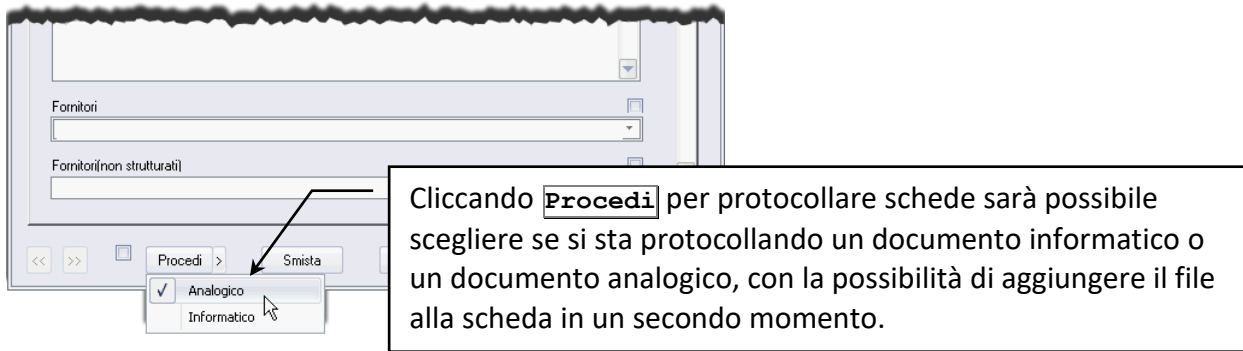 Fornitori
Fornitori(non strutturati)
Cliccando Procedi per protocollare schede sarà possibile
scegliere se si sta protocollando un documento informatico o
un documento analogico, con la possibilità di aggiungere il file
alla scheda in un secondo momento.
<< >> Procedi > Smista
Analogico
Informatico